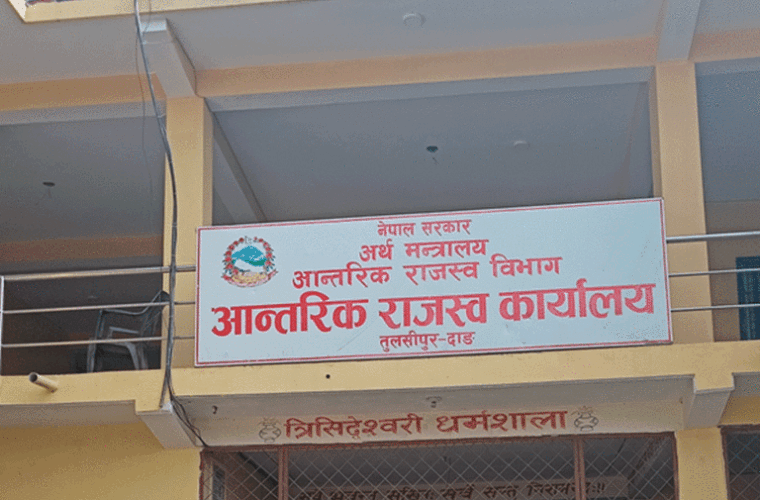 नेपाल सरकार
अर्थ मन्त्रालय
आन्तरिक राजस्व विभाग
आन्तरिक राजस्व कार्यालय
तुलसीपुर-दाङ
त्रिसिद्देश्वरी धर्मशाला